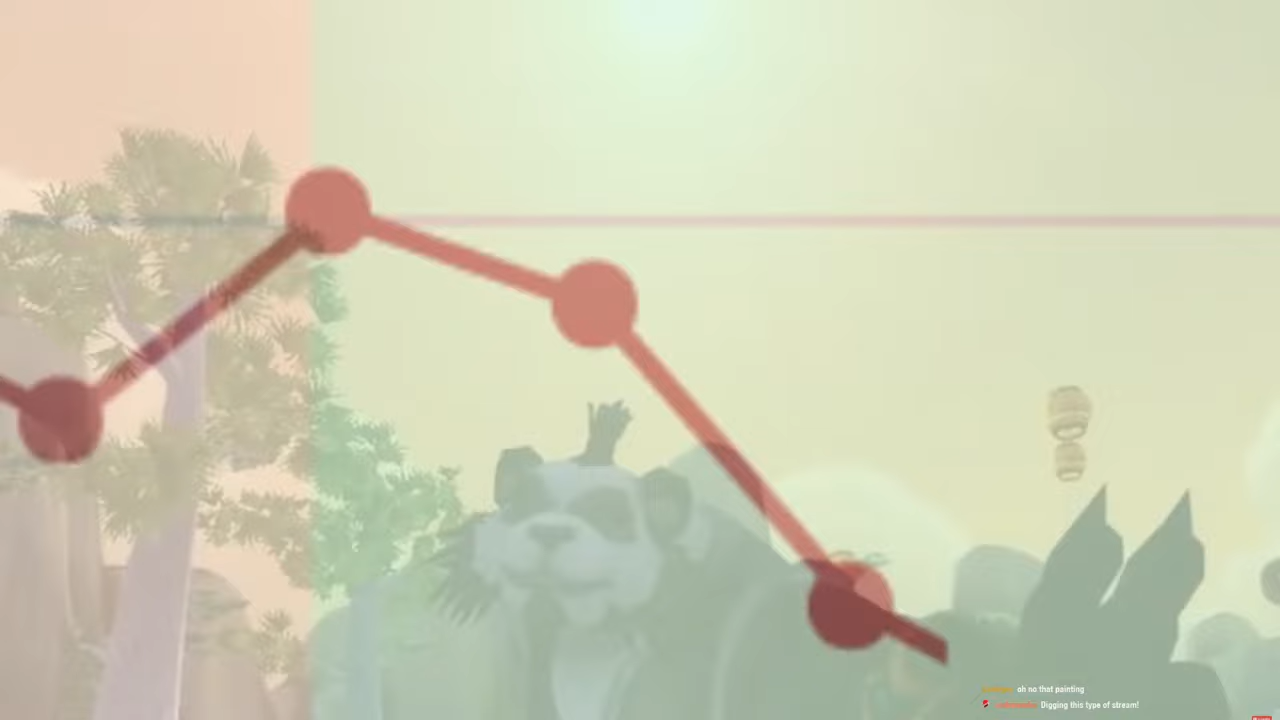 oh no that painting
Digging this type of stream!